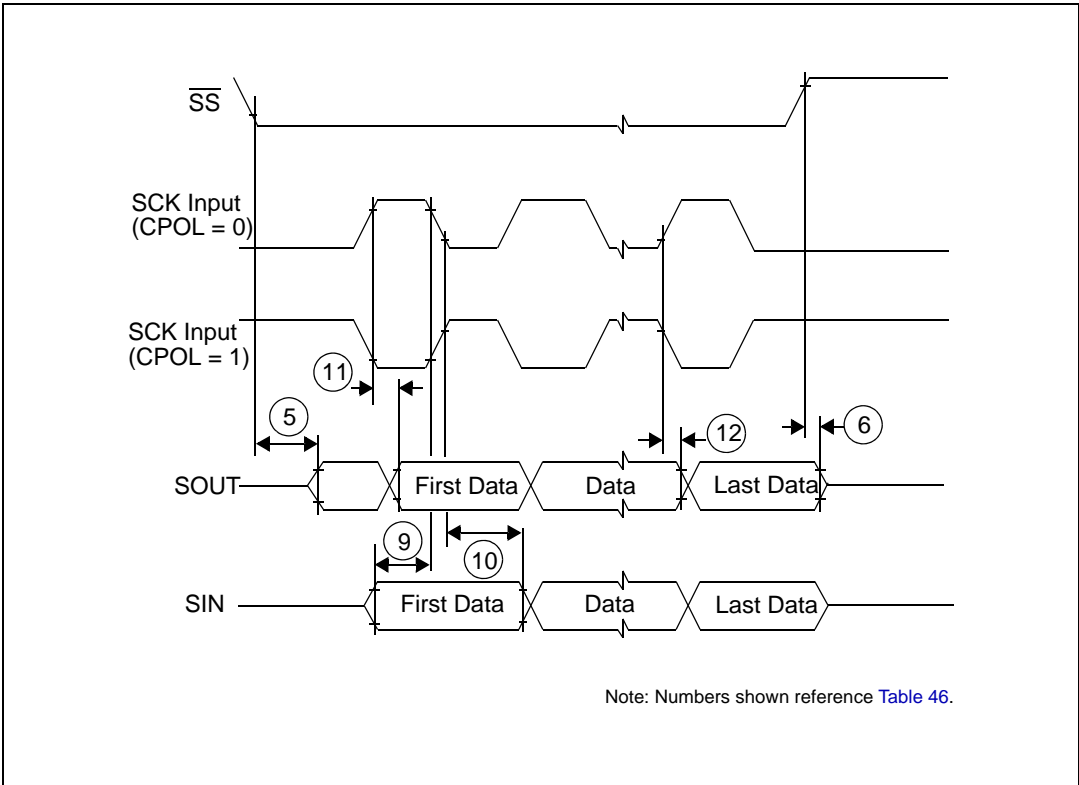 SS
SCK Input
(CPOL = 0)
SCK Input
(CPOL = 1)
11
5
12
6
SOUT
First Data
Data
Last Data
9
10
SIN
First Data
Data
Last Data
Note: Numbers shown reference Table 46.